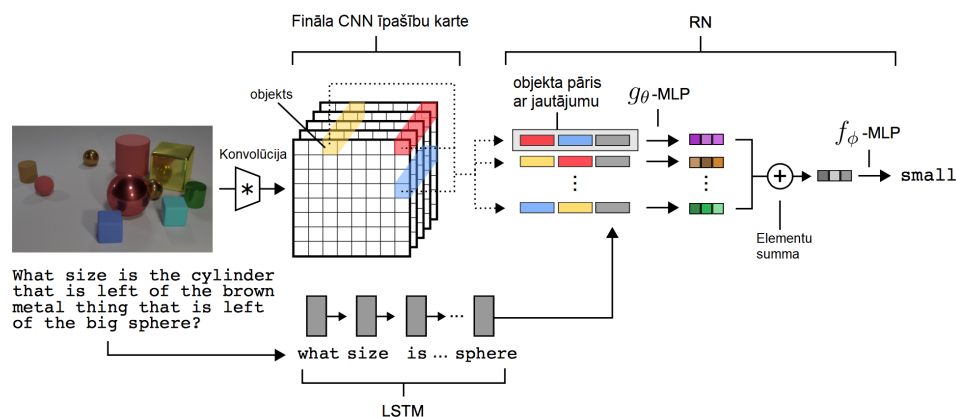 Fināla CNN īpašību karte
RN
objekts
objekta pāris
ar jautājumu
gθ-MLP
fϕ-MLP
Konvolūcija
*
+
small
Elementu
summa
What size is the cylinder
that is left of the brown
metal thing that is left
of the big sphere?
...
what size is ... sphere
LSTM